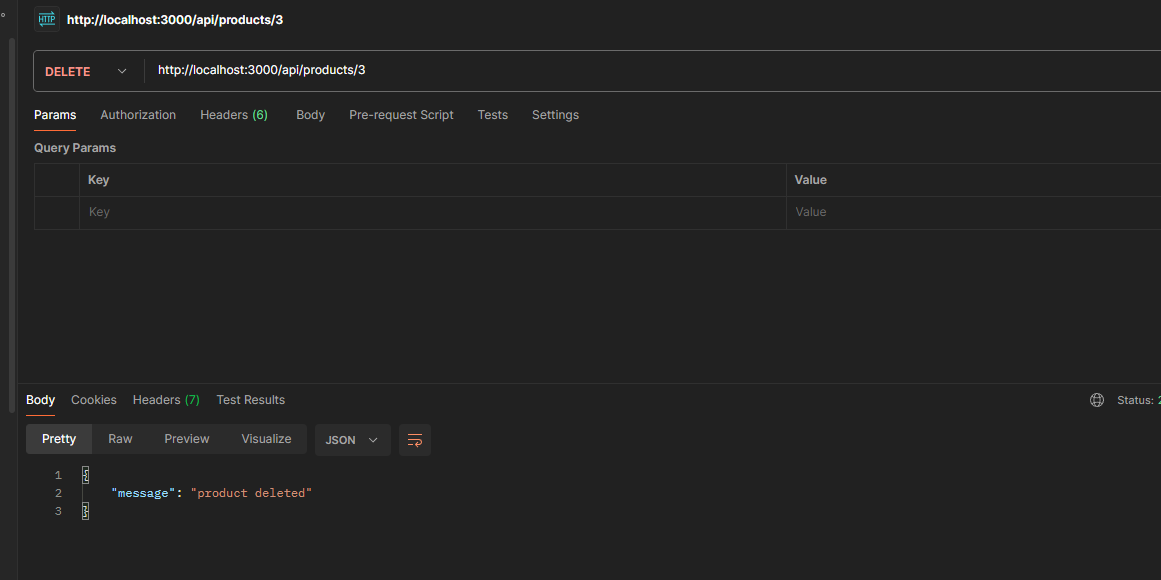 HTTP http://localhost:3000/api/products/3
DELETE http://localhost:3000/api/products/3
Params Authorization Headers (6) Body Pre-request Script Tests Settings
Query Params
Key Value
Key Value
Body Cookies Headers (7) Test Results Status: 2
Pretty Raw Preview Visualize JSON
1 {
2 "message": "product deleted"
3 }